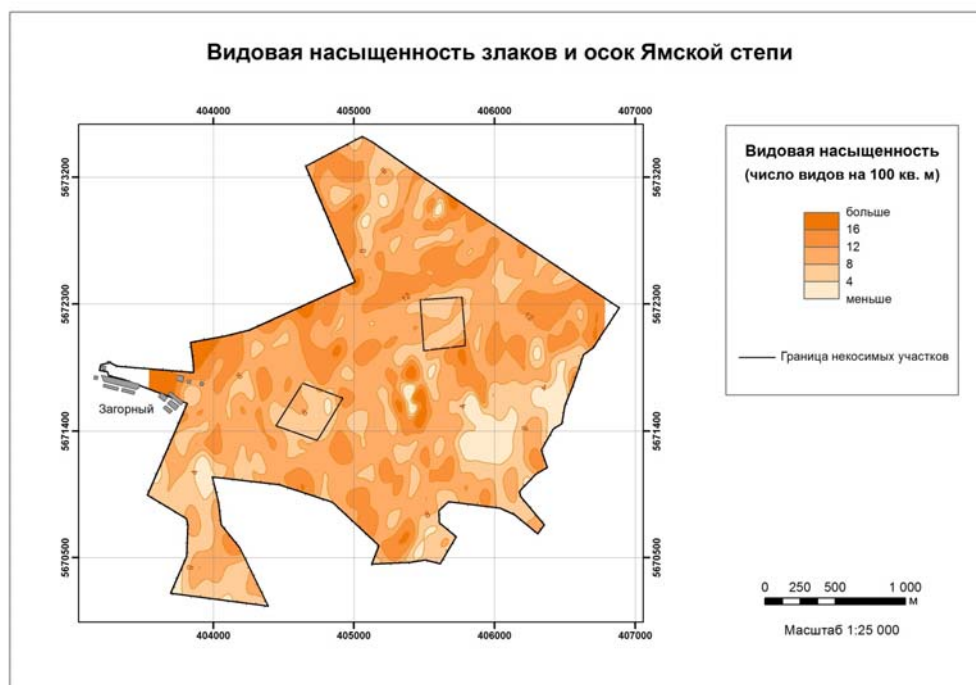 Видовая насыщенность злаков и осок Ямской степи
404000 405000 406000 407000
5673200 5673200
5672300 5672300
5671400 5671400
5670500 5670500
Загорный
404000 405000 406000 407000
Видовая насыщенность
(число видов на 100 кв. м)
больше
16
12
8
4
меньше
Граница некосимых участков
0 250 500 1 000
м
Масштаб 1:25 000